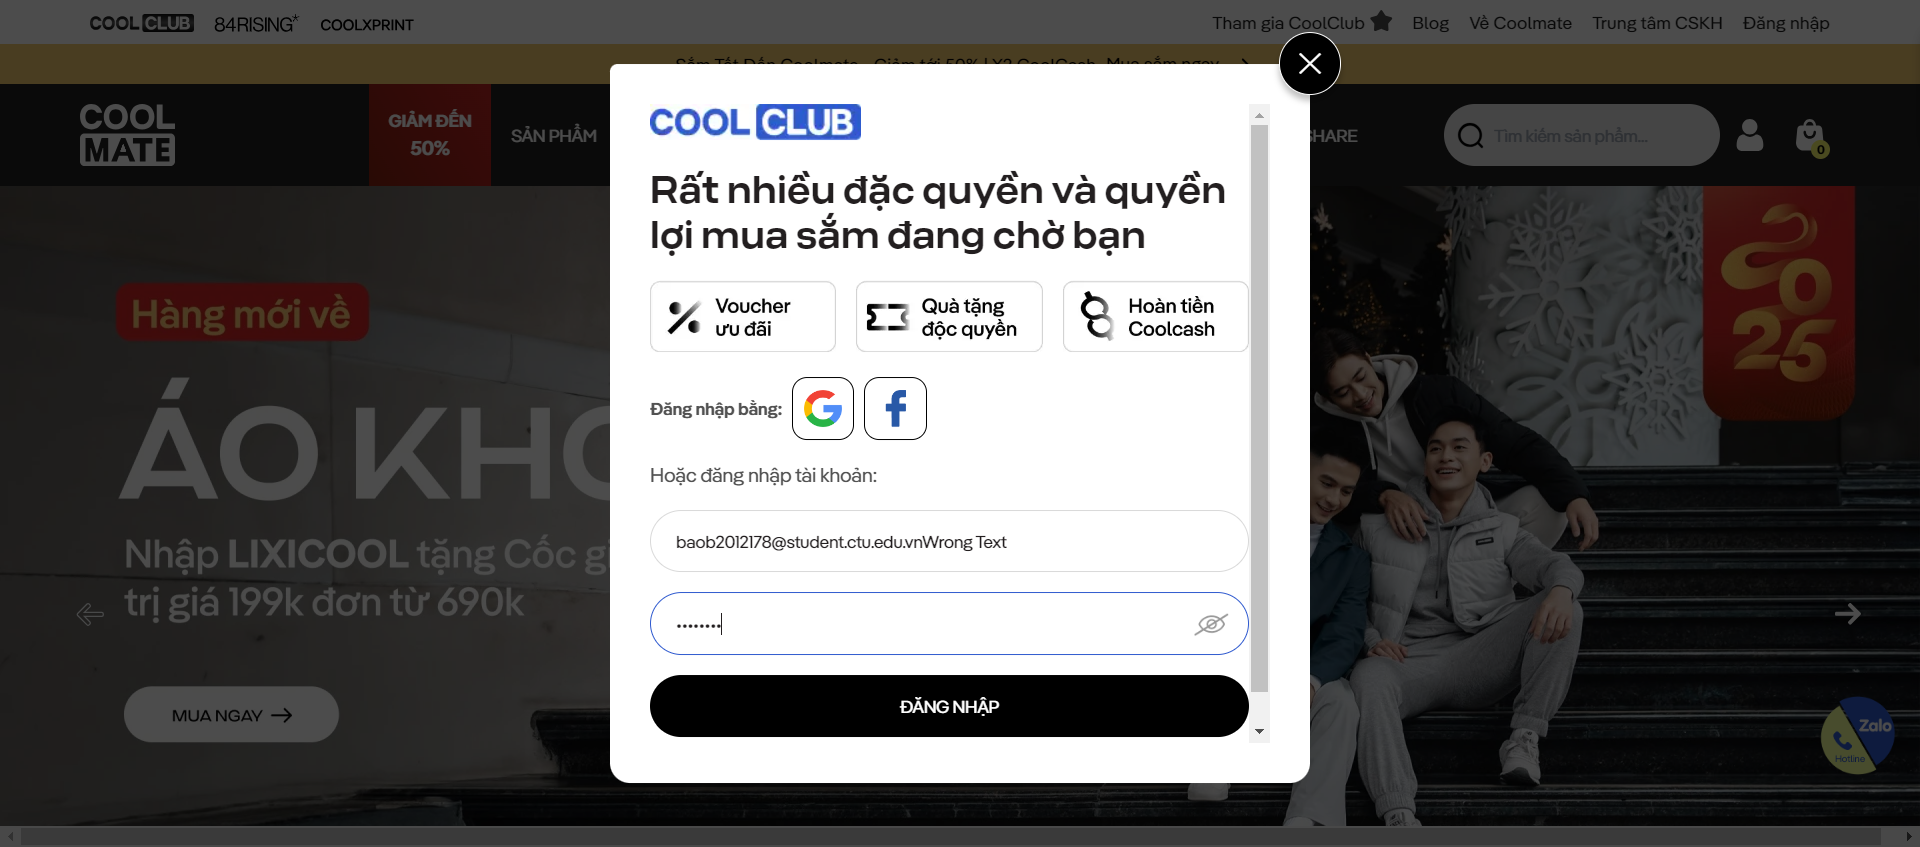 COOL CLUB
84RISING*
COOLXPRINT
Tham gia CoolClub
Blog
Về Coolmate
Trung tâm CSKH
Đăng nhập
COOL
MATE
GIẢM ĐẾN
50%
SẢN PHẨM
SHARE
Tìm kiếm sản phẩm...
0
COOL CLUB
Rất nhiều đặc quyền và quyền
lợi mua sắm đang chờ bạn
Voucher
ưu đãi
Quà tặng
độc quyền
Hoàn tiền
Coolcash
Đăng nhập bằng:
Hoặc đăng nhập tài khoản:
baob2012178@student.ctu.edu.vnWrong Text
••••••••
ĐĂNG NHẬP
Hàng mới về
ÁO KHO
Nhập LIXICOOL tặng Cốc gi
trị giá 199k đơn từ 690k
MUA NGAY
2025
Zalo
Hotline